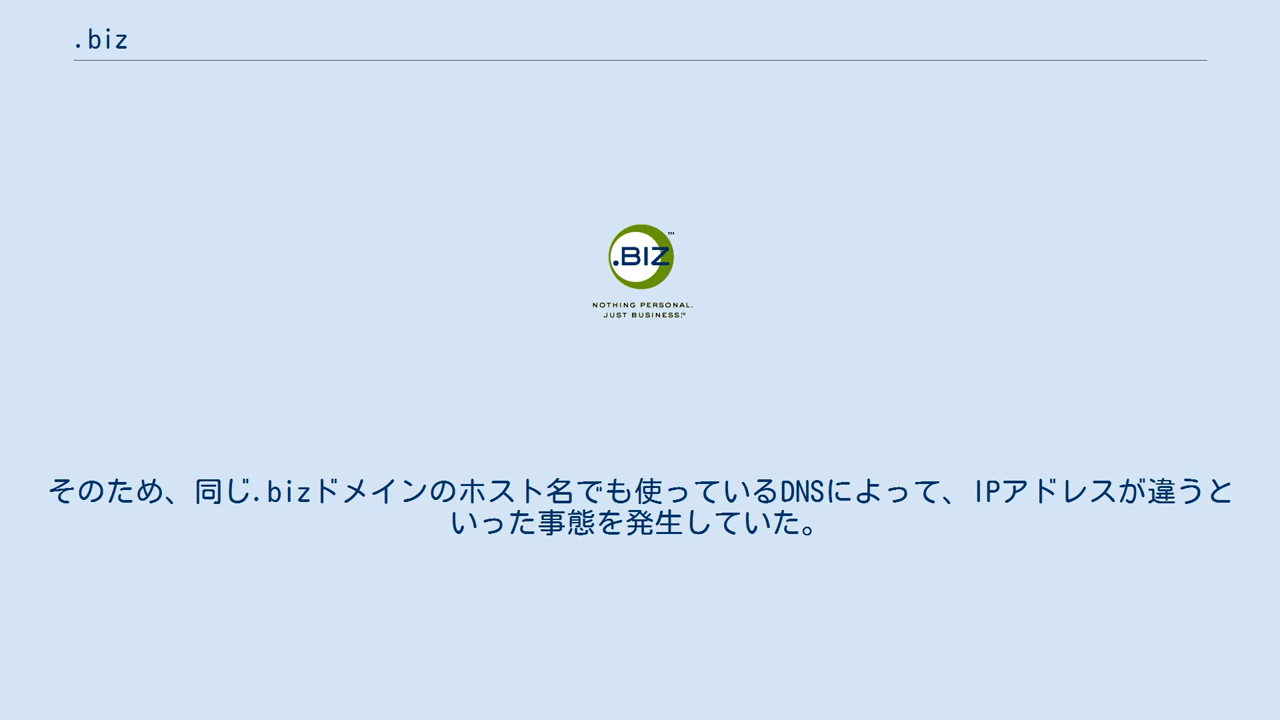 .biz
.BIZ™
NOTHING PERSONAL.
JUST BUSINESS.™
そのため、同じ.bizドメインのホスト名でも使っているDNSによって、IPアドレスが違うと
いった事態を発生していた。